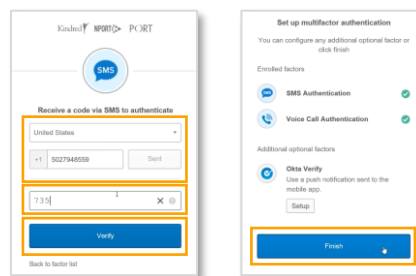 Kindred NPORT PORT
SMS
Receive a code via SMS to authenticate
United States
+1 5027948559 Sent
735
Verify
Back to factor list
Set up multifactor authentication
You can configure any additional optional factor or
click finish
Enrolled factors
SMS Authentication
Voice Call Authentication
Additional optional factors
Okta Verify
Use a push notification sent to the
mobile app.
Setup
Finish